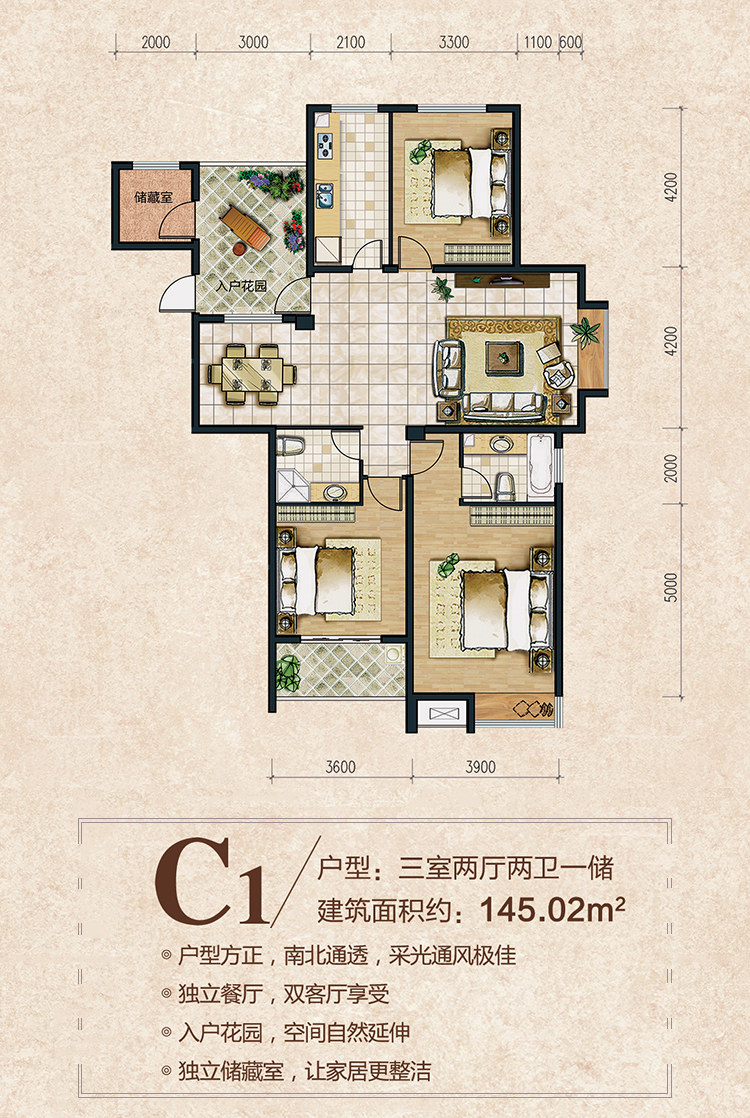 2000 3000 2100 3300 1100 600
4200
储藏室
入户花园
4200
2000
5000
3600 3900
C1
户型：三室两厅两卫一储
建筑面积约：145.02m²
户型方正，南北通透，采光通风极佳
独立餐厅，双客厅享受
入户花园，空间自然延伸
独立储藏室，让家居更整洁